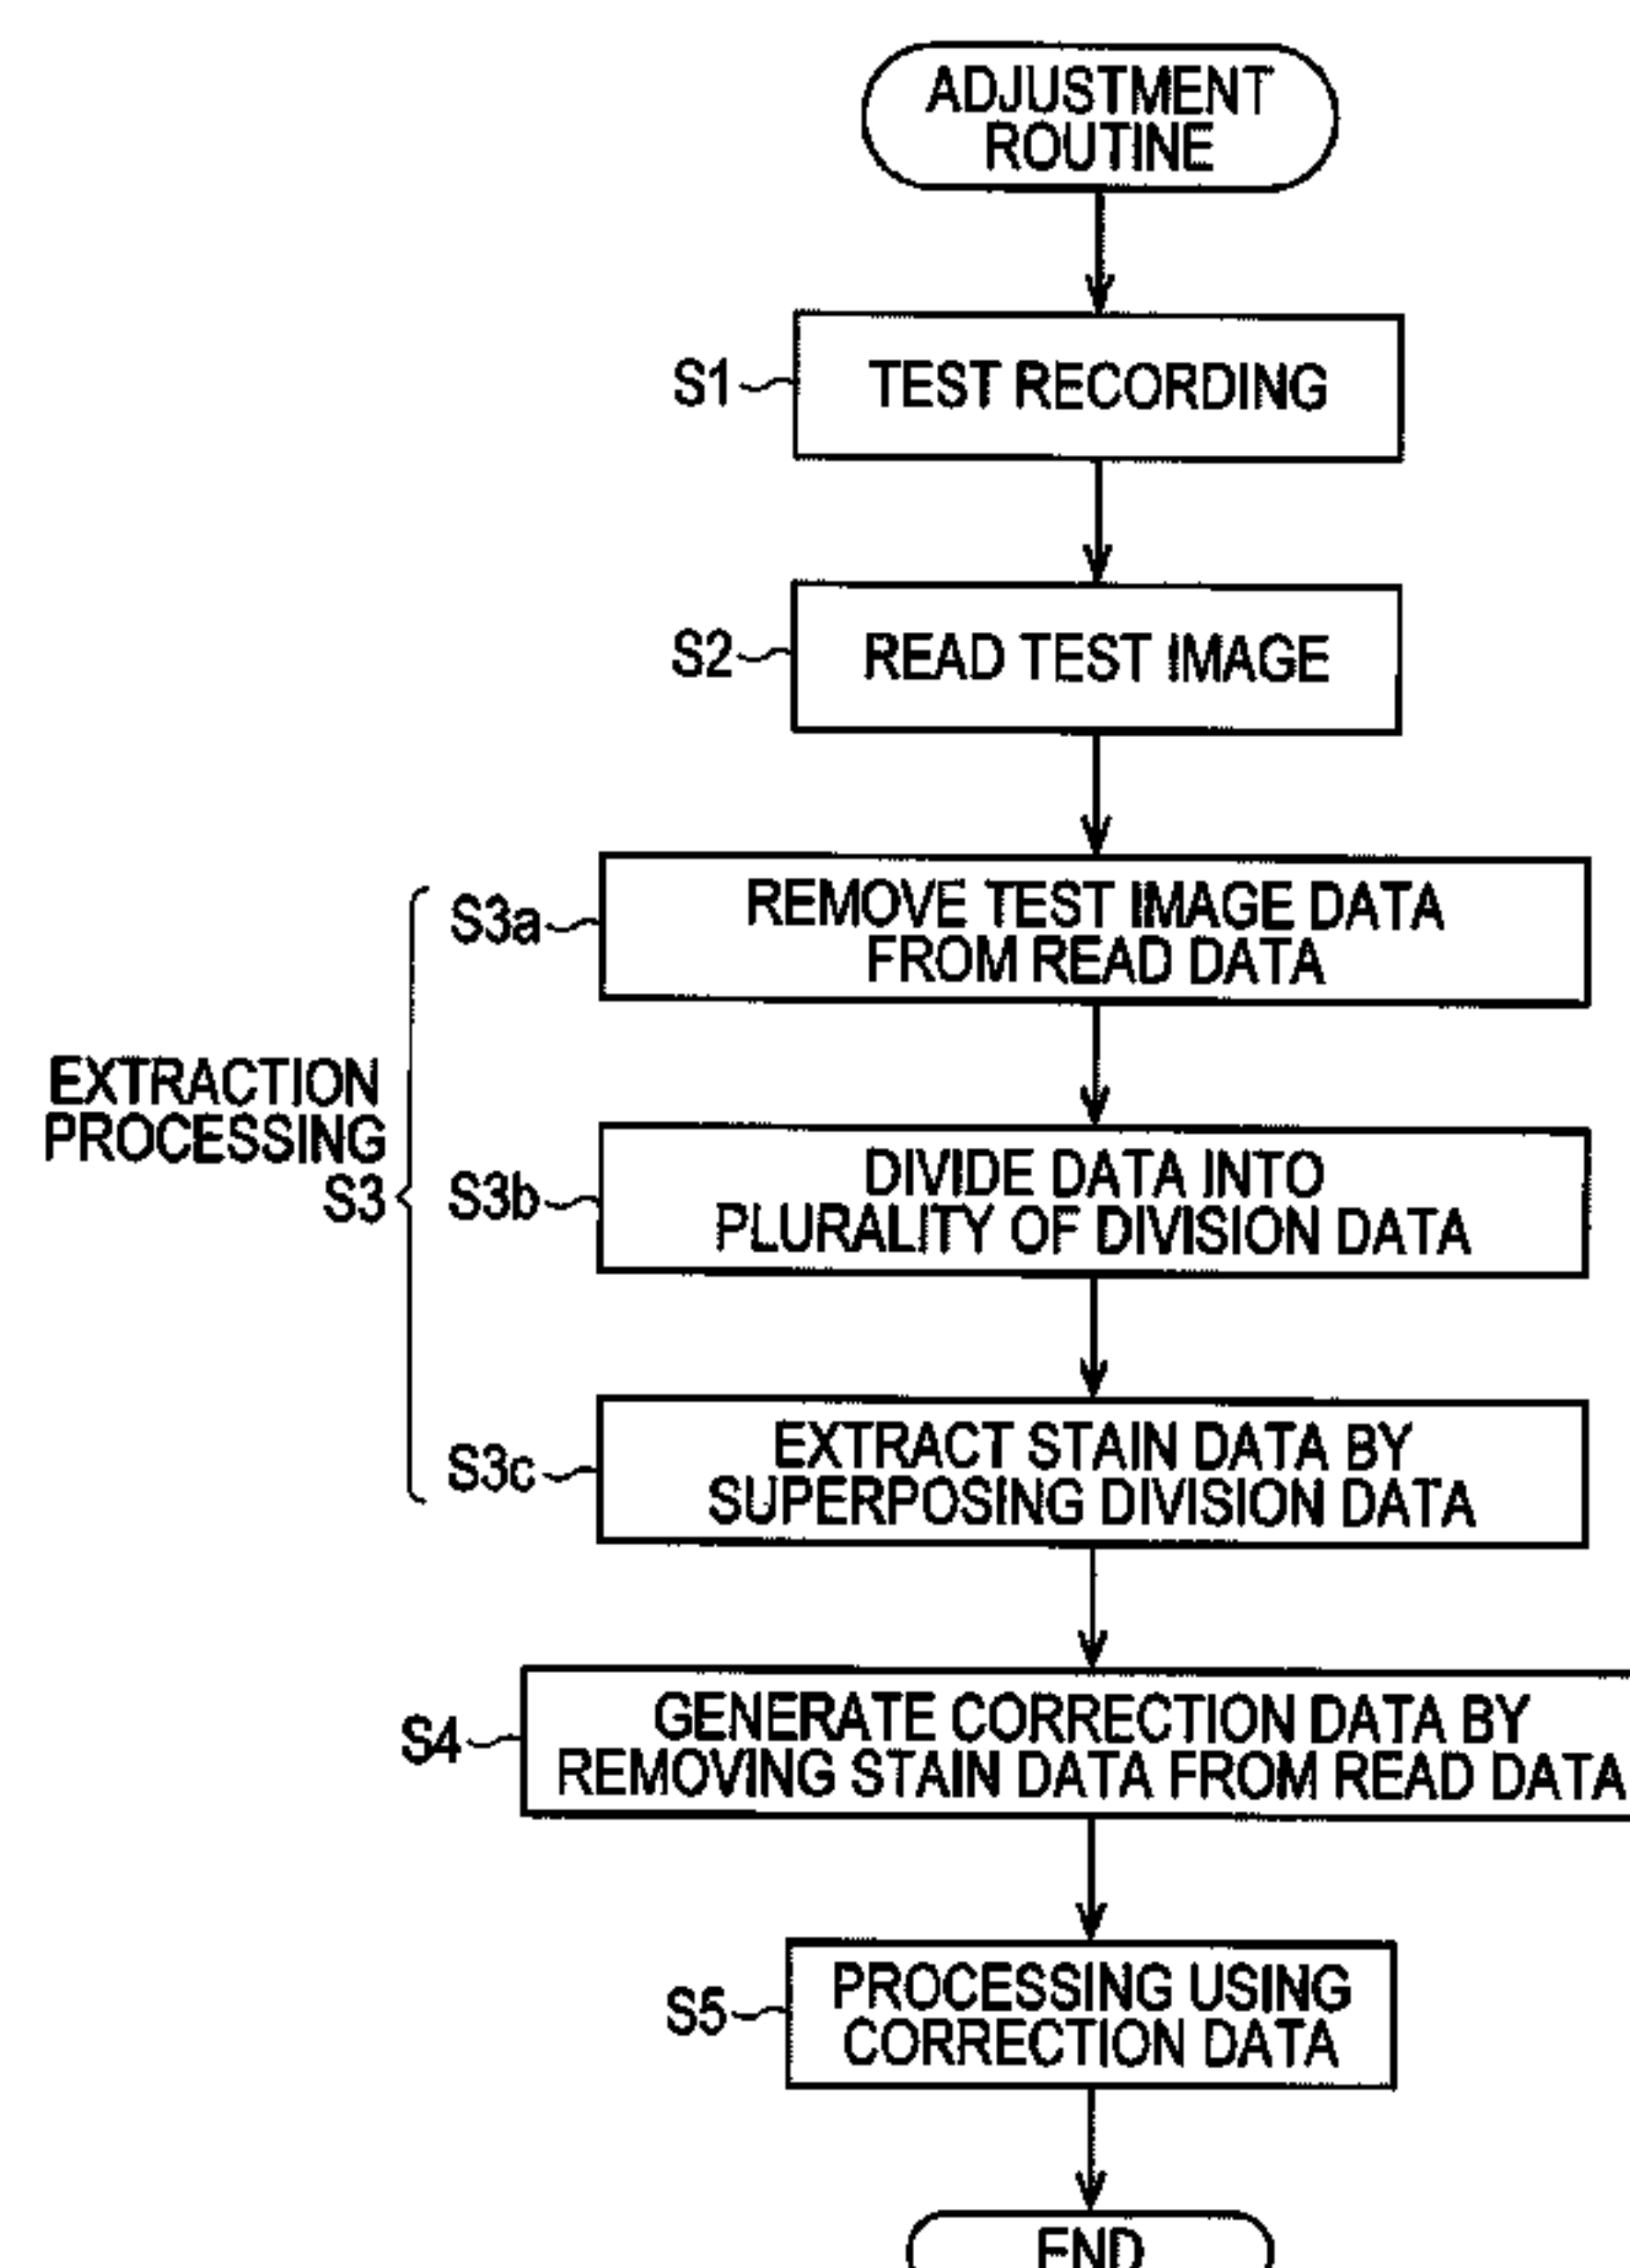 ADJUSTMENT
ROUTINE
S1
TEST RECORDING
S2
READ TEST IMAGE
S3a
REMOVE TEST IMAGE DATA
FROM READ DATA
EXTRACTION
PROCESSING
S3
S3b
DIVIDE DATA INTO
PLURALITY OF DIVISION DATA
S3c
EXTRACT STAIN DATA BY
SUPERPOSING DIVISION DATA
S4
GENERATE CORRECTION DATA BY
REMOVING STAIN DATA FROM READ DATA
S5
PROCESSING USING
CORRECTION DATA
END